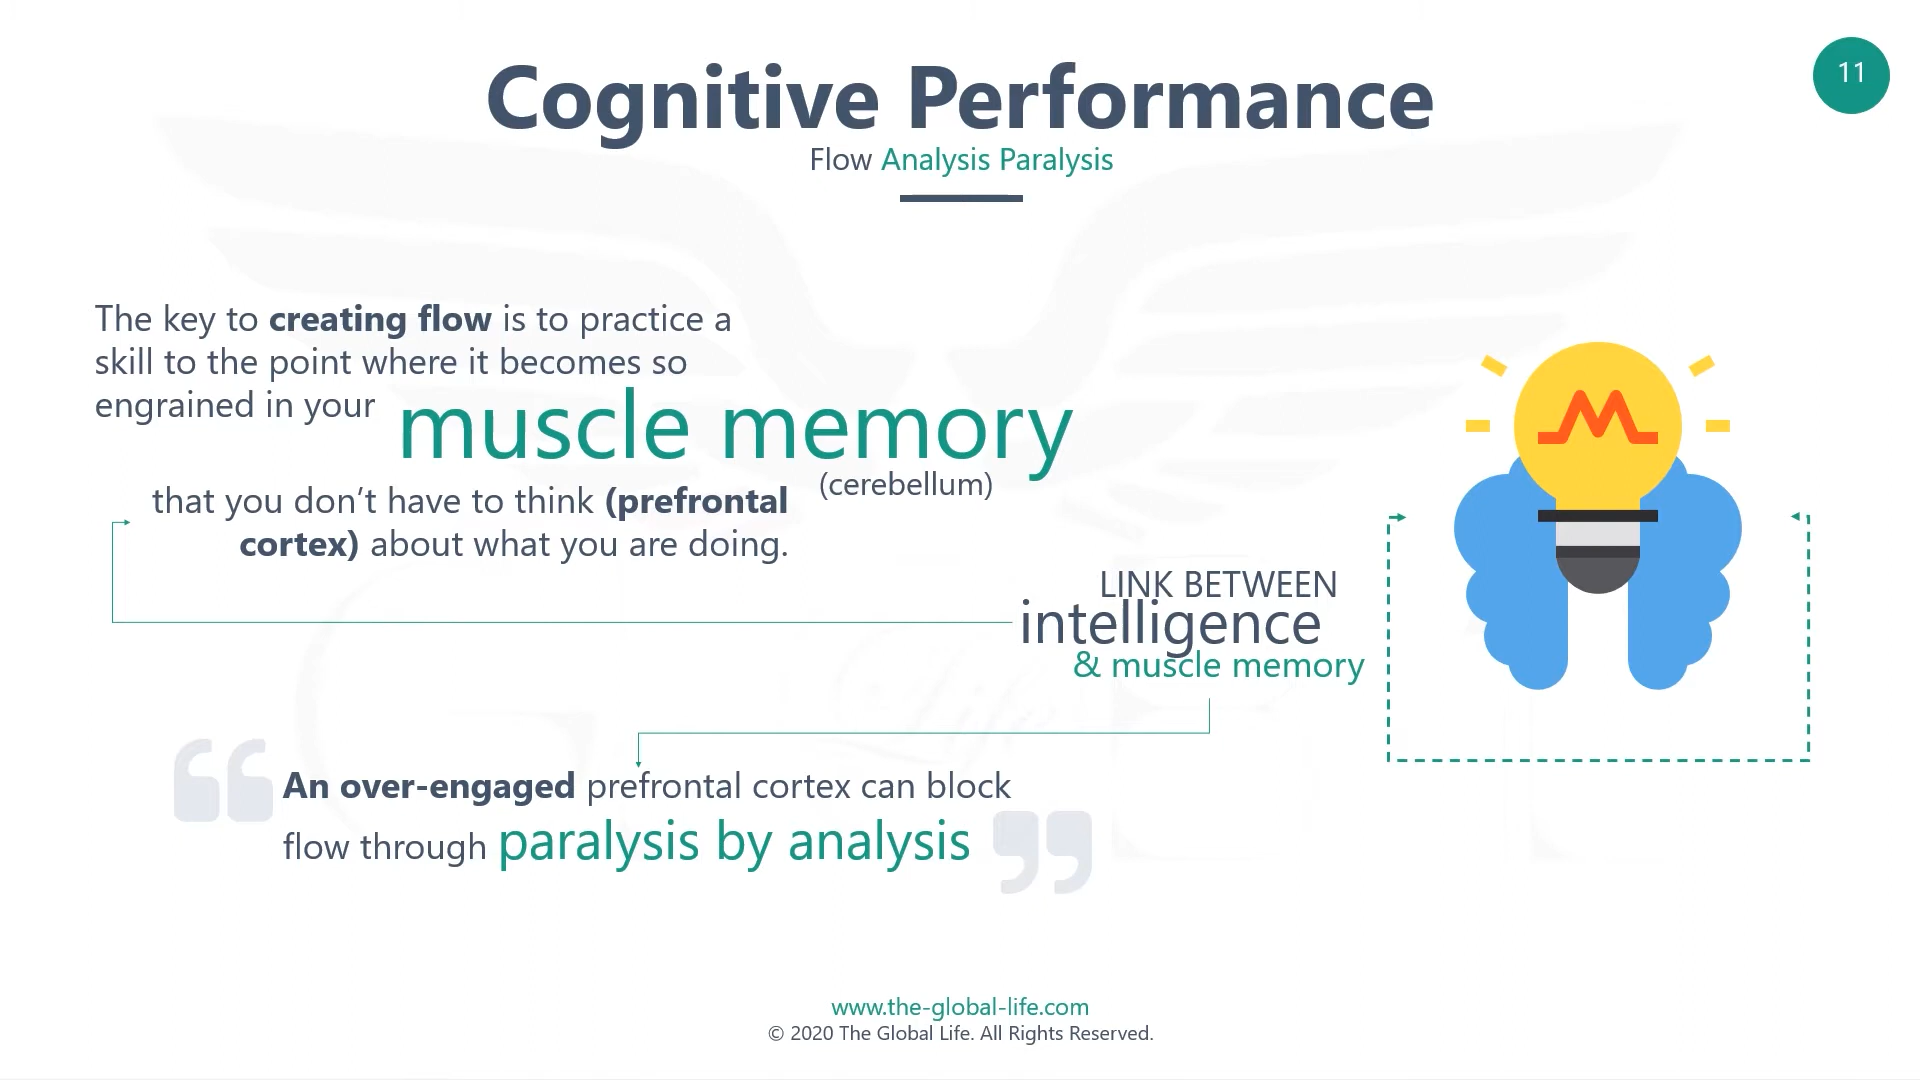 Cognitive Performance
11
Flow Analysis Paralysis
The key to creating flow is to practice a
skill to the point where it becomes so
engrained in your muscle memory
(cerebellum)
that you don’t have to think (prefrontal
cortex) about what you are doing.
LINK BETWEEN
intelligence
& muscle memory
“An over-engaged prefrontal cortex can block
flow through paralysis by analysis”
www.the-global-life.com
© 2020 The Global Life. All Rights Reserved.